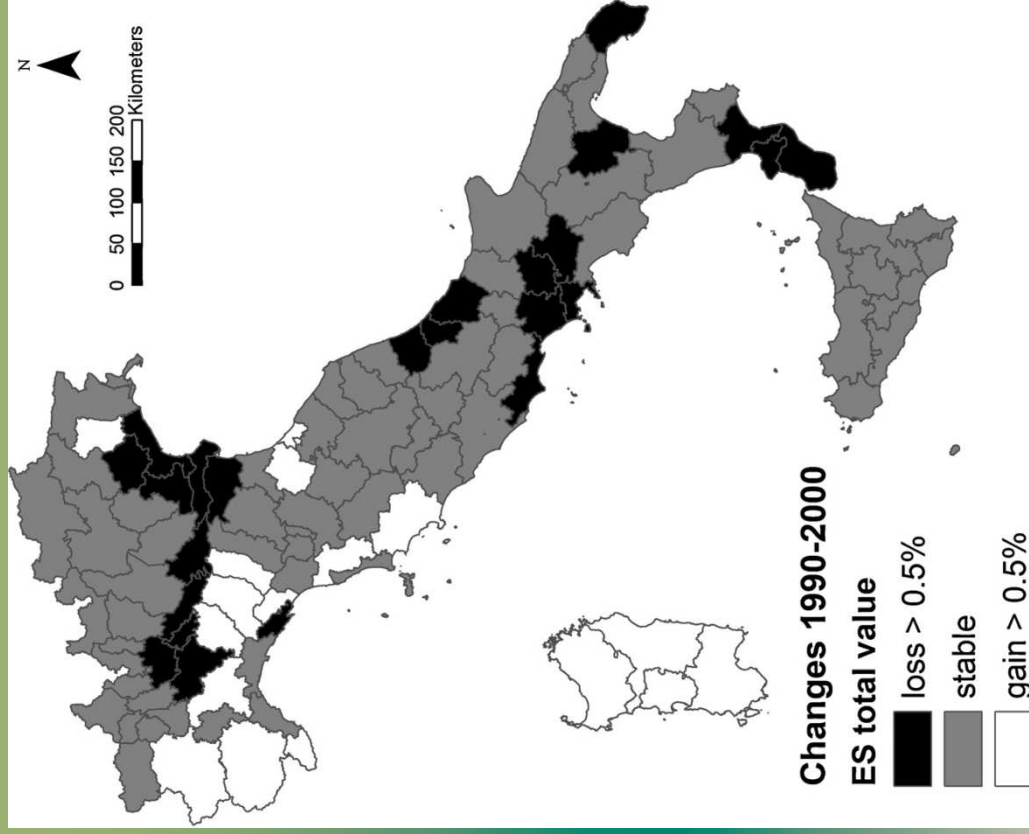 N
0 50 100 150 200
Kilometers
Changes 1990-2000
ES total value
loss > 0.5%
stable
gain > 0.5%